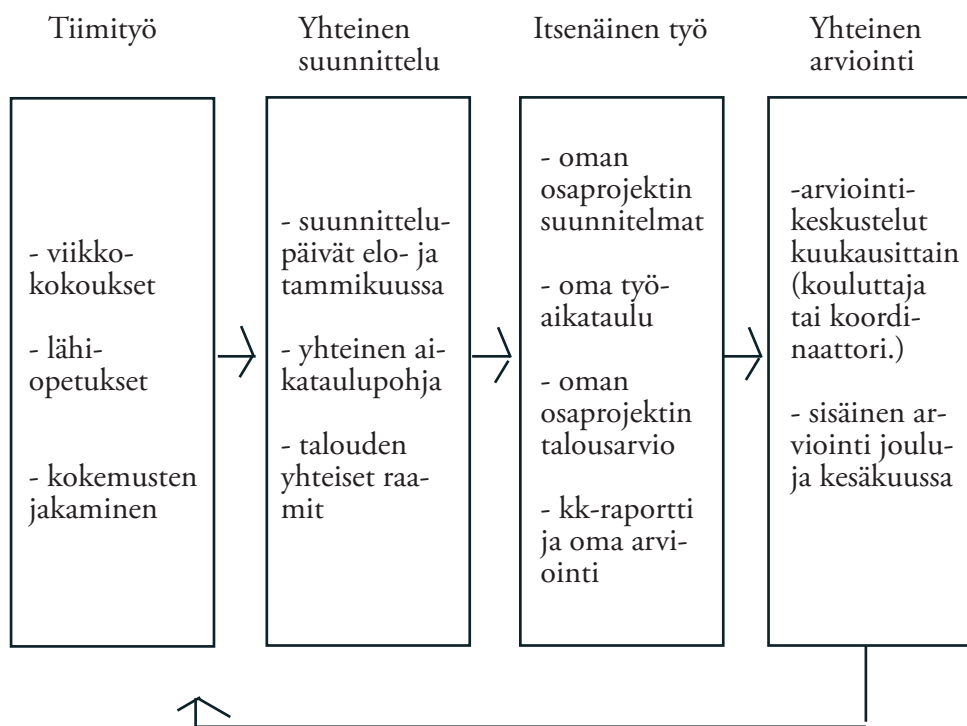 Tiimityö
- viikko-
kokoukset
- lähi-
opetukset
- kokemusten
jakaminen
Yhteinen
suunnittelu
- suunnittelu-
päivät elo- ja
tammikuussa
- yhteinen ai-
kataulupohja
- talouden
yhteiset raa-
mit
Itsenäinen työ
- oman
osaprojektin
suunnitelmat
- oma työ-
aikataulu
- oman
osaprojektin
talousarvio
- kk-raportti
ja oma arvi-
ointi
Yhteinen
arviointi
-arviointi-
keskustelut
kuukausittain
(kouluttaja
tai koordi-
naattori.)
- sisäinen ar-
viointi joulu-
ja kesäkuussa